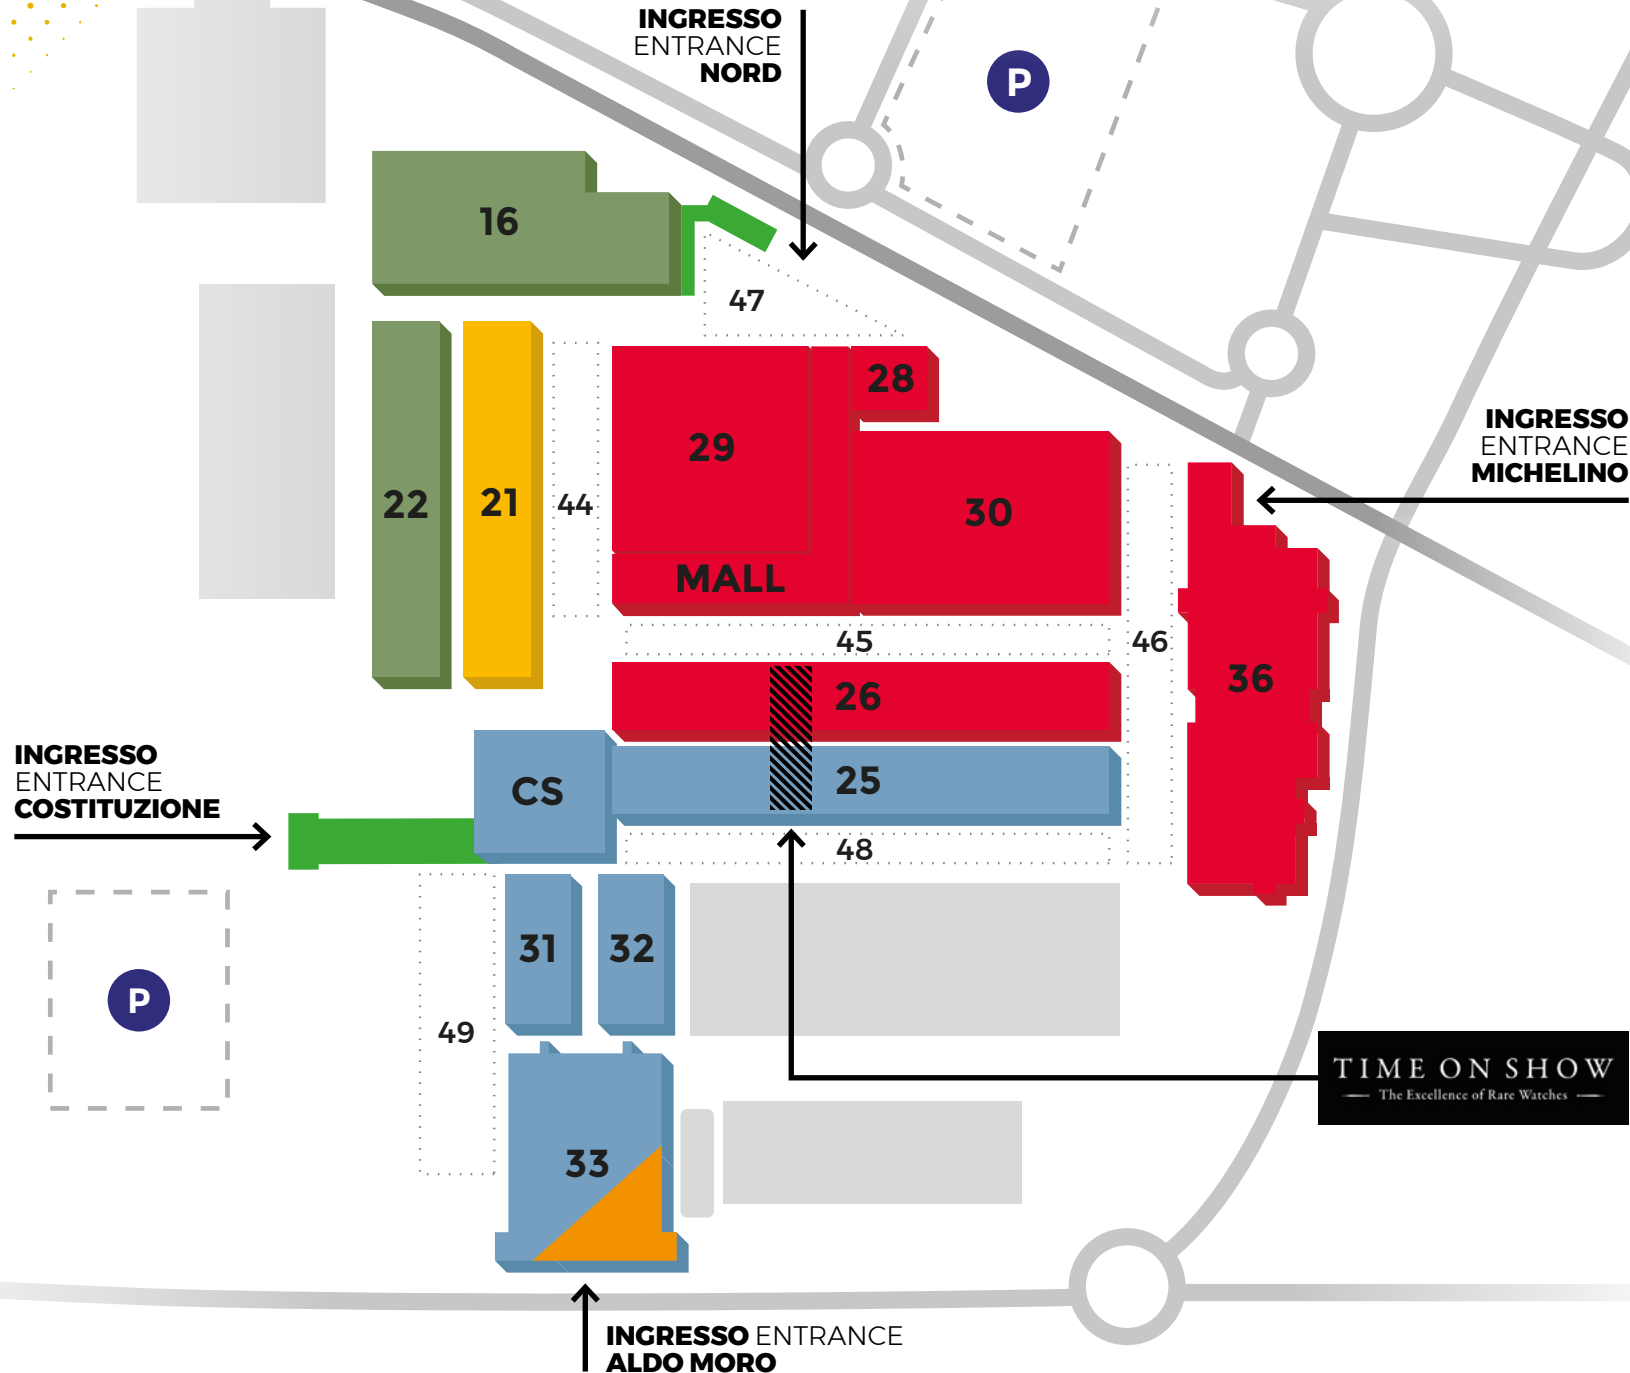 INGRESSO
ENTRANCE
NORD
P
16
47
28
29
INGRESSO
ENTRANCE
MICHELINO
22
21
44
30
MALL
45
46
26
36
INGRESSO
ENTRANCE
COSTITUZIONE
CS
25
48
31
32
P
49
TIME ON SHOW
The Excellence of Rare Watches
33
INGRESSO ENTRANCE
ALDO MORO